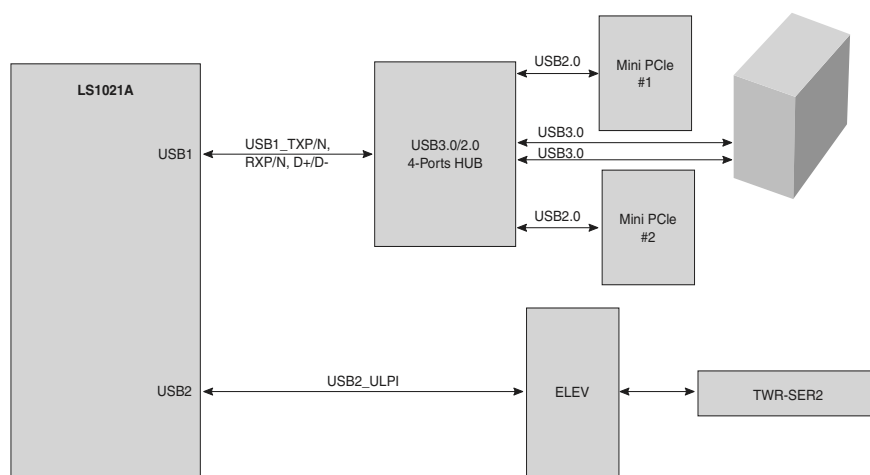 LS1021A
USB1
USB1_TXP/N,
RXP/N, D+/D-
USB3.0/2.0
4-Ports HUB
USB2.0
Mini PCIe
#1
USB3.0
USB3.0
USB2.0
Mini PCIe
#2
USB2
USB2_ULPI
ELEV
TWR-SER2